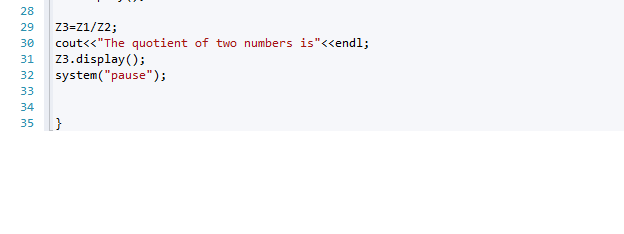 28
29 Z3=Z1/Z2;
30 cout<<"The quotient of two numbers is"<<endl;
31 Z3.display();
32 system("pause");
33
34
35 }